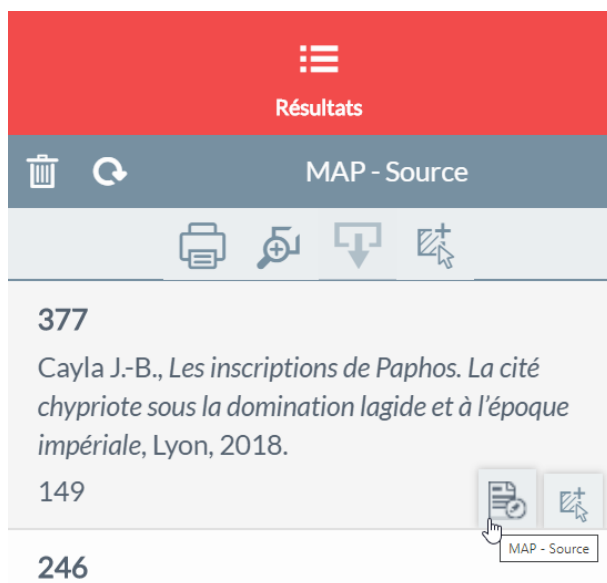 Résultats
MAP - Source
377
Cayla J.-B., Les inscriptions de Paphos. La cité
chypriote sous la domination lagide et à l’époque
impériale, Lyon, 2018.
149
MAP - Source
246